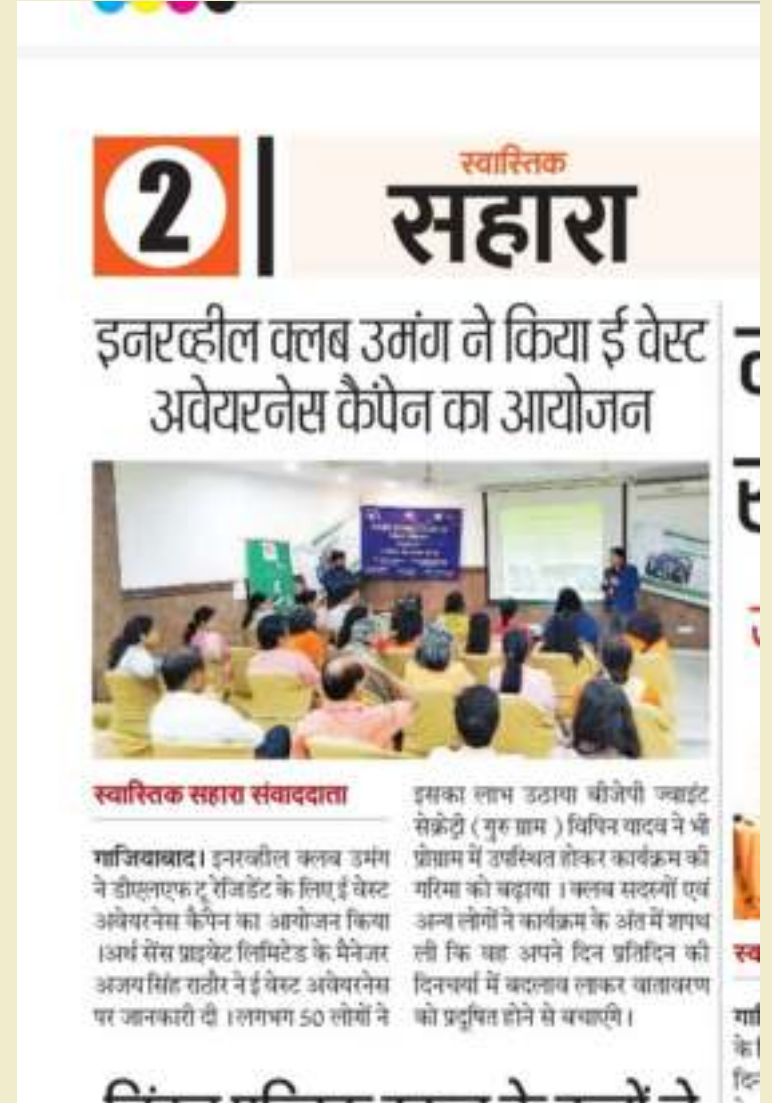 2
स्वास्तिक
सहारा
इनरव्हील क्लब उमंग ने किया ई वेस्ट
अवेयरनेस कैंपेन का आयोजन
स्वास्तिक सहारा संवाददाता
गाजियाबाद। इनरव्हील क्लब उमंग
ने डीएलएफ टू रेजिडेंट के लिए ई वेस्ट
अवेयरनेस कैंपेन का आयोजन किया
।अर्थ सेंस प्राइवेट लिमिटेड के मैनेजर
अजय सिंह राठौर ने ई वेस्ट अवेयरनेस
पर जानकारी दी ।लगभग 50 लोगों ने
इसका लाभ उठाया बीजेपी ज्वाइंट
सेक्रेट्री ( गुरु ग्राम ) विपिन यादव ने भी
प्रोग्राम में उपस्थित होकर कार्यक्रम की
गरिमा को बढ़ाया ।क्लब सदस्यों एवं
अन्य लोगों ने कार्यक्रम के अंत में शपथ
ली कि वह अपने दिन प्रतिदिन की
दिनचर्या में बदलाव लाकर वातावरण
को प्रदूषित होने से बचाएंगे।